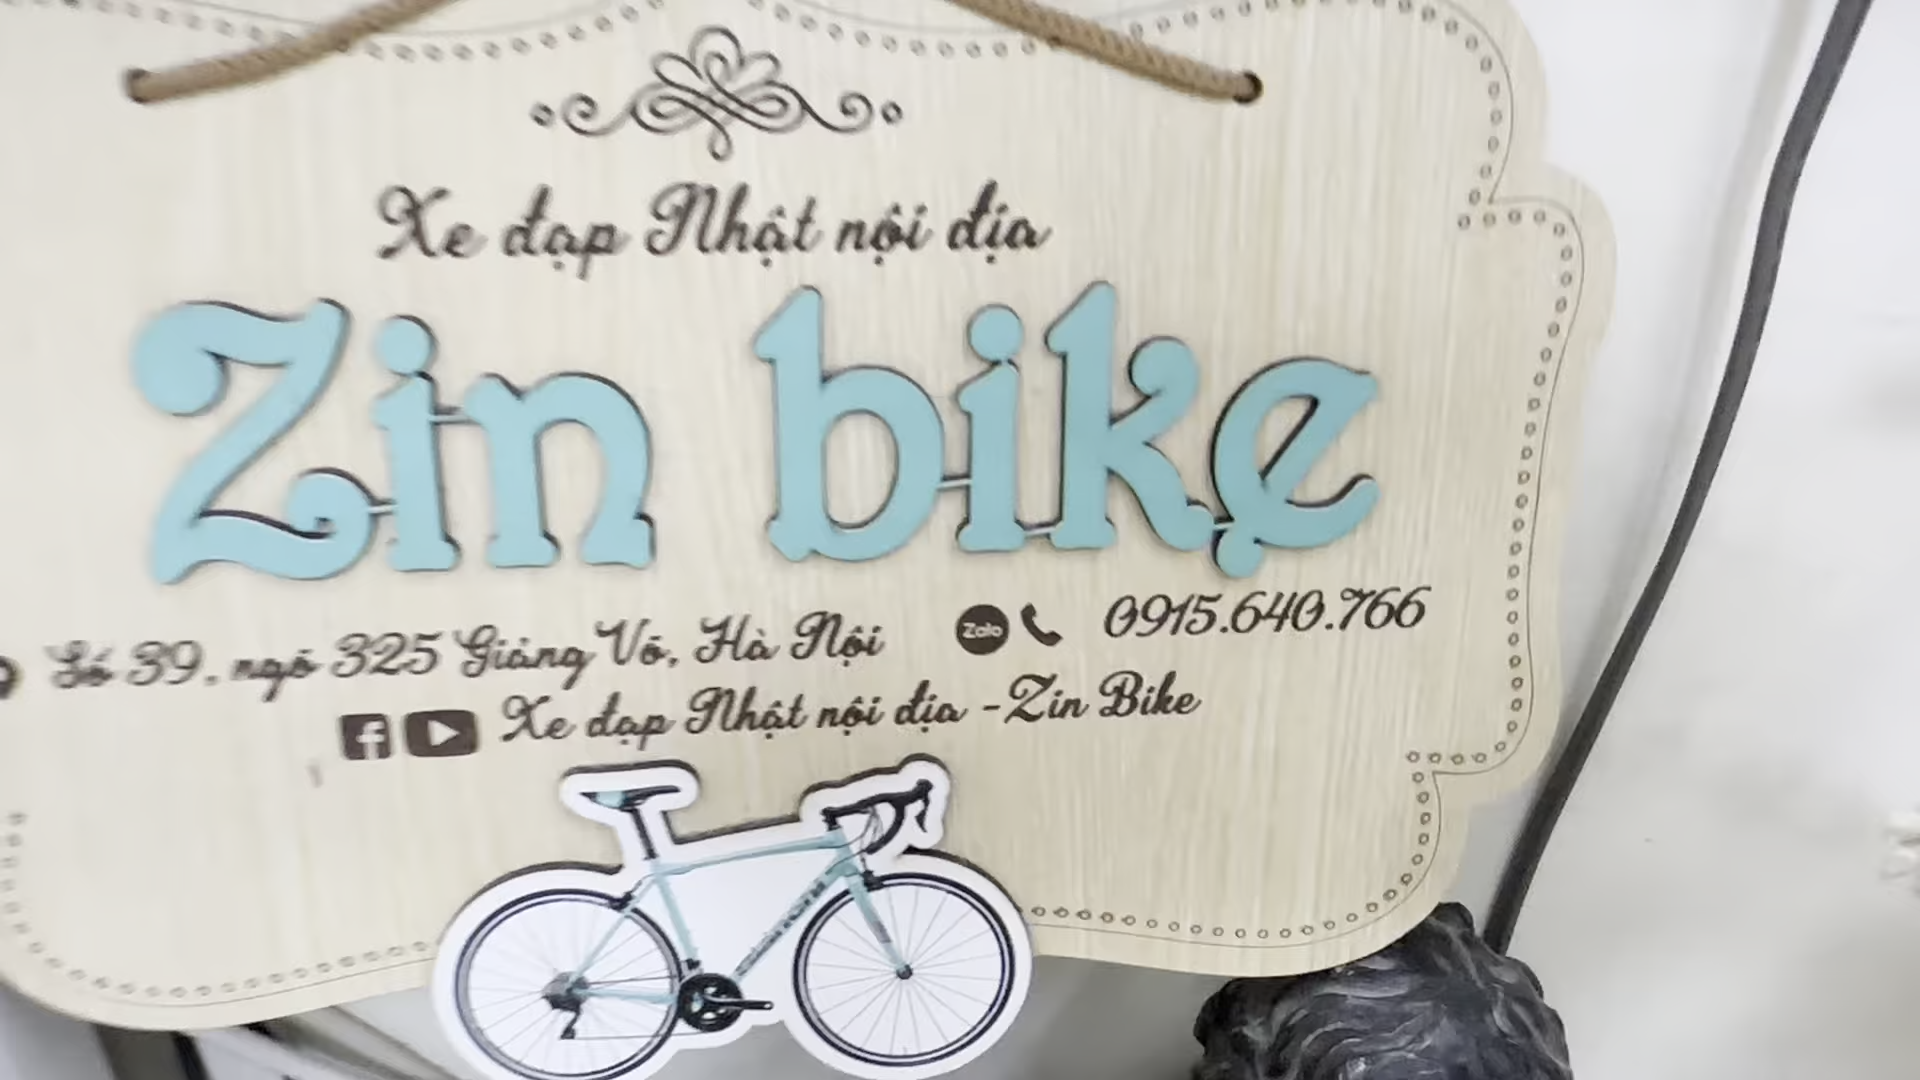 Xe đạp Nhật nội địa
Zin bike
Số 39, ngõ 325 Giảng Võ, Hà Nội Zalo 0915.640.766
Xe đạp Nhật nội địa -Zin Bike
Bianchi